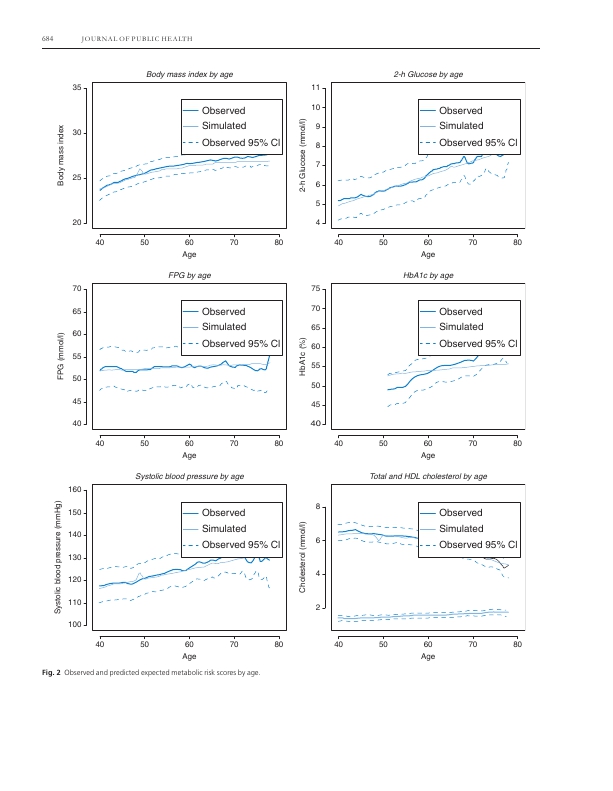 684 JOURNAL OF PUBLIC HEALTH
Body mass index by age
35
30
25
20
Body mass index
Observed
Simulated
Observed 95% CI
40 50 60 70 80
Age
2-h Glucose by age
11
10
9
8
7
6
5
4
2-h Glucose (mmol/l)
Observed
Simulated
Observed 95% CI
40 50 60 70 80
Age
FPG by age
70
65
60
55
50
45
40
FPG (mmol/l)
Observed
Simulated
Observed 95% CI
40 50 60 70 80
Age
HbA1c by age
75
70
65
60
55
50
45
40
HbA1c (%)
Observed
Simulated
Observed 95% CI
40 50 60 70 80
Age
Systolic blood pressure by age
160
150
140
130
120
110
100
Systolic blood pressure (mmHg)
Observed
Simulated
Observed 95% CI
40 50 60 70 80
Age
Total and HDL cholesterol by age
8
6
4
2
Cholesterol (mmol/l)
Observed
Simulated
Observed 95% CI
40 50 60 70 80
Age
Fig. 2 Observed and predicted expected metabolic risk scores by age.